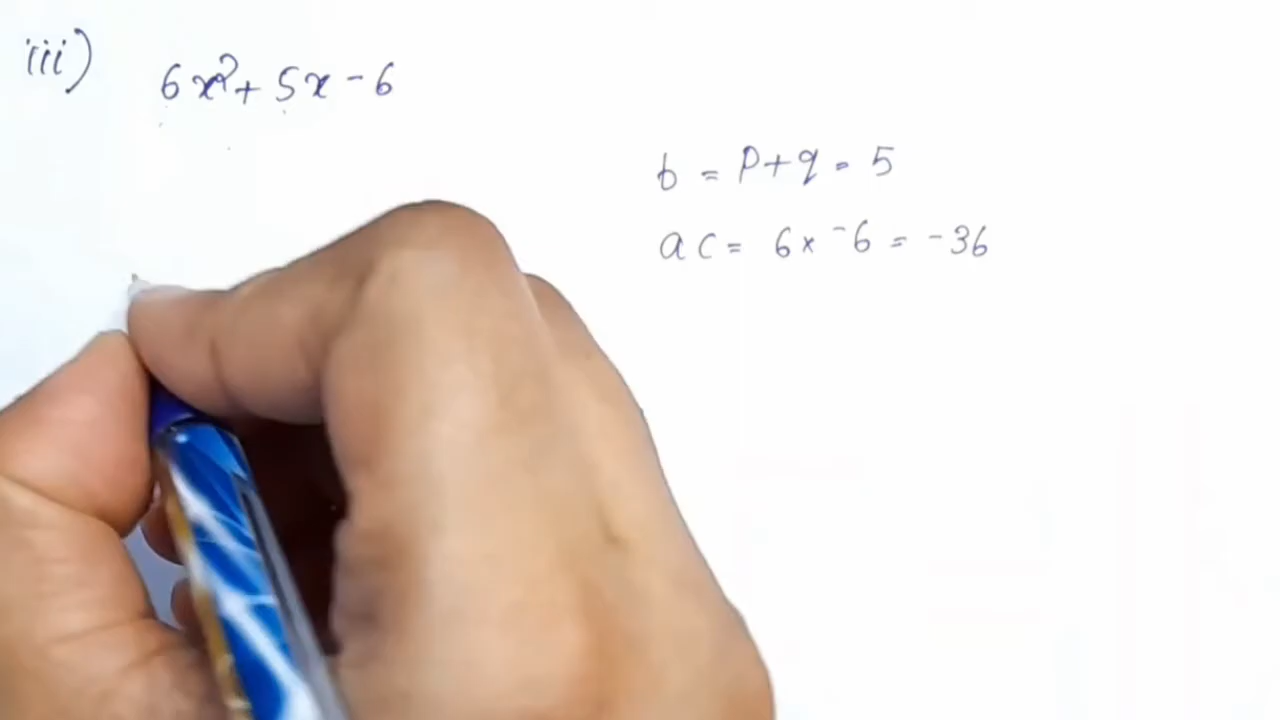 iii) 6x² + 5x - 6
b = p+q = 5
ac = 6 x -6 = -36